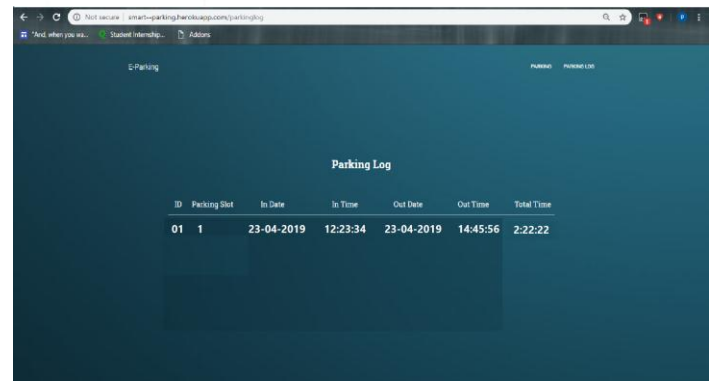 Not secure | smart--parking.herokuapp.com/parkinglog
"And, when you wa... Student Internship... Addons
E-Parking PARKING PARKING LOG
Parking Log
ID Parking Slot In Date In Time Out Date Out Time Total Time
01 1 23-04-2019 12:23:34 23-04-2019 14:45:56 2:22:22